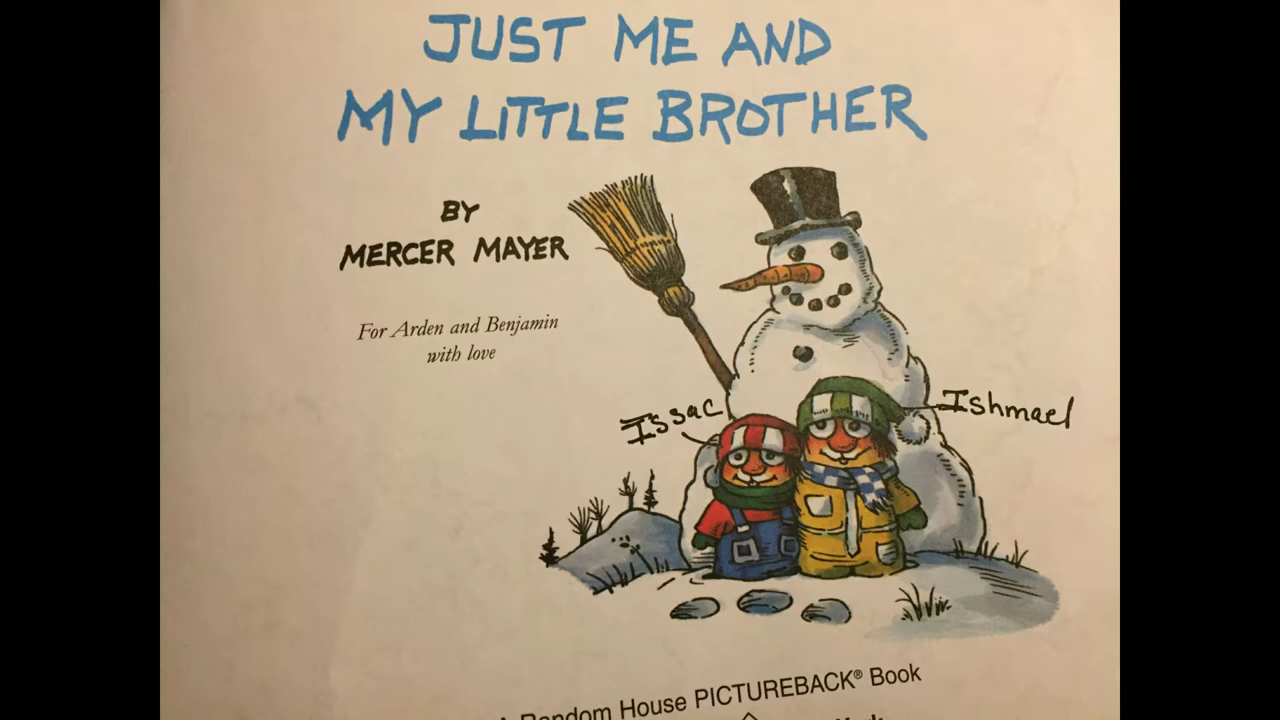 JUST ME AND
MY LITTLE BROTHER
BY
MERCER MAYER
For Arden and Benjamin
with love
Issac
Ishmael
A Random House PICTUREBACK® Book